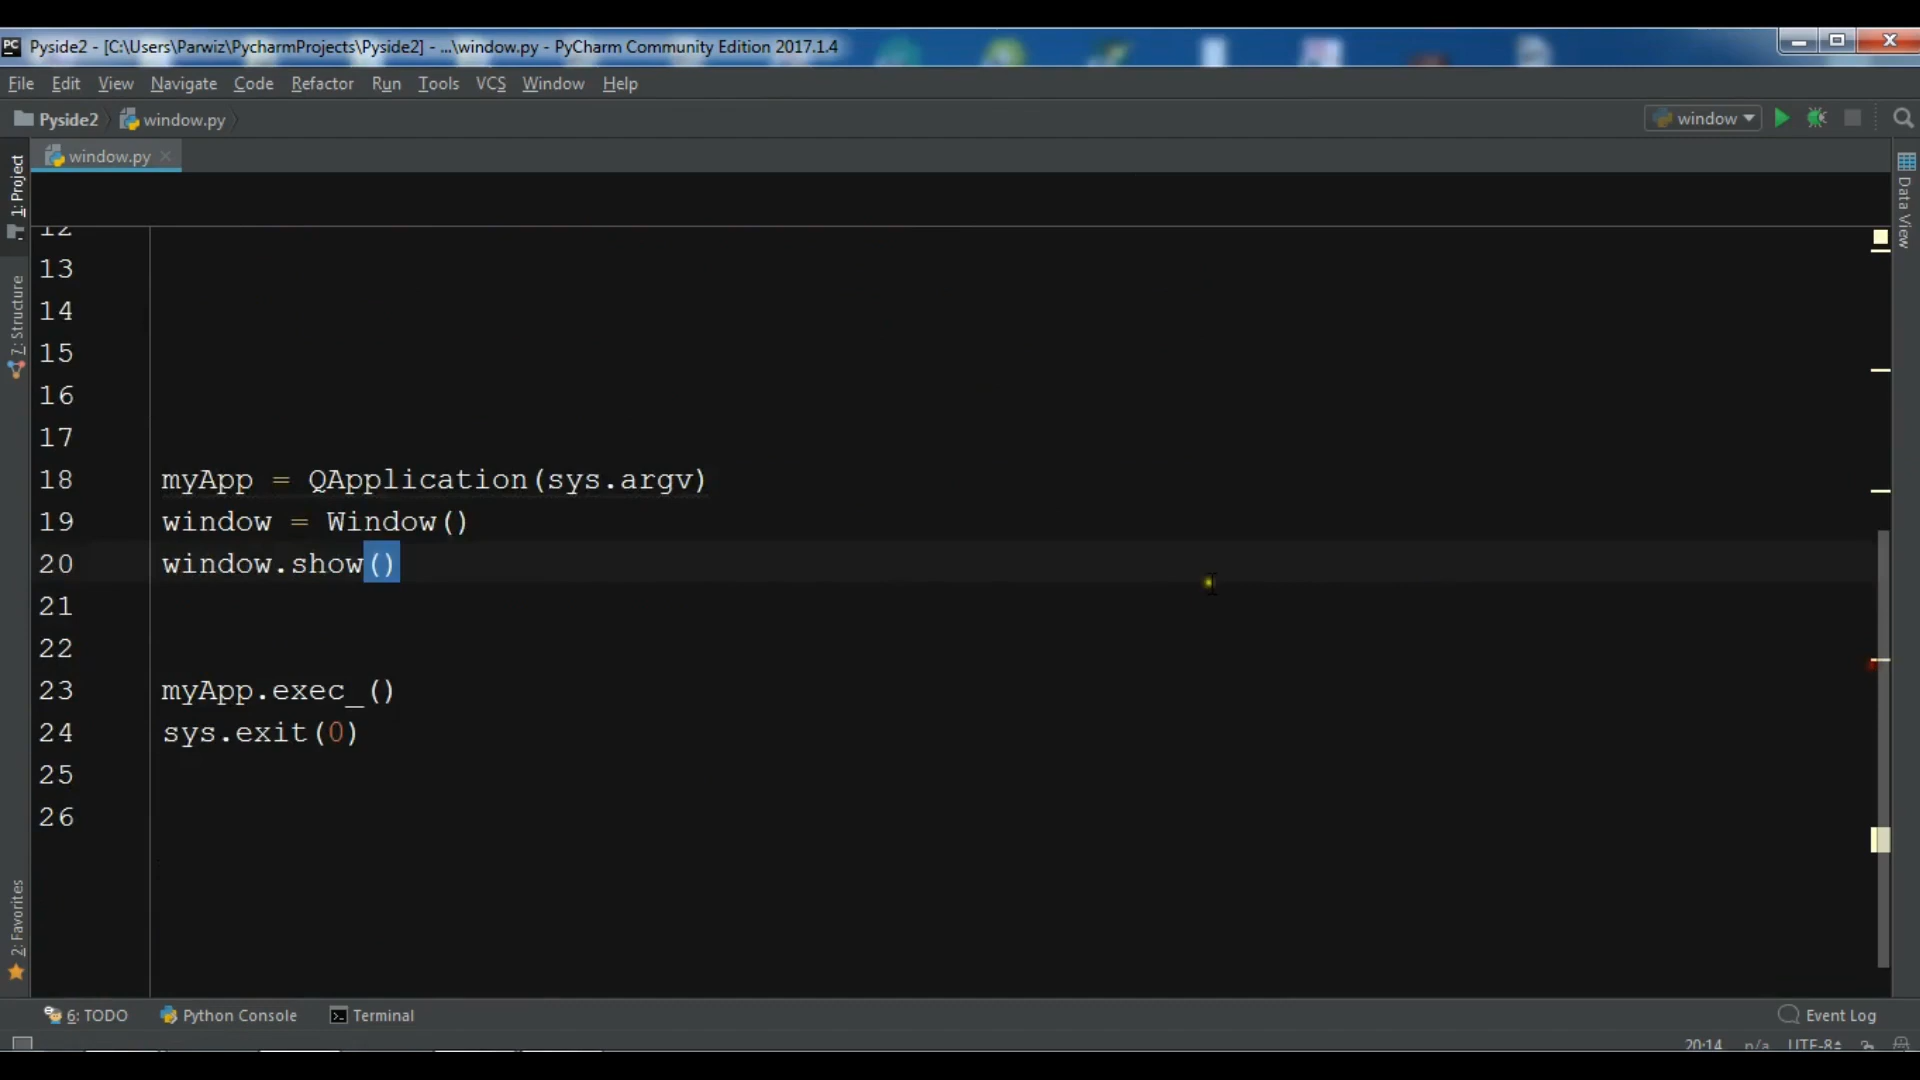 Pyside2 - [C:\Users\Parwiz\PycharmProjects\Pyside2] - ...\window.py - PyCharm Community Edition 2017.1.4
File Edit View Navigate Code Refactor Run Tools VCS Window Help
Pyside2 window.py window
window.py
1: Project
7: Structure
2: Favorites
Data View
12
13
14
15
16
17
18 myApp = QApplication(sys.argv)
19 window = Window()
20 window.show()
21
22
23 myApp.exec_()
24 sys.exit(0)
25
26
6: TODO Python Console Terminal Event Log
20:14 n/a UTF-8